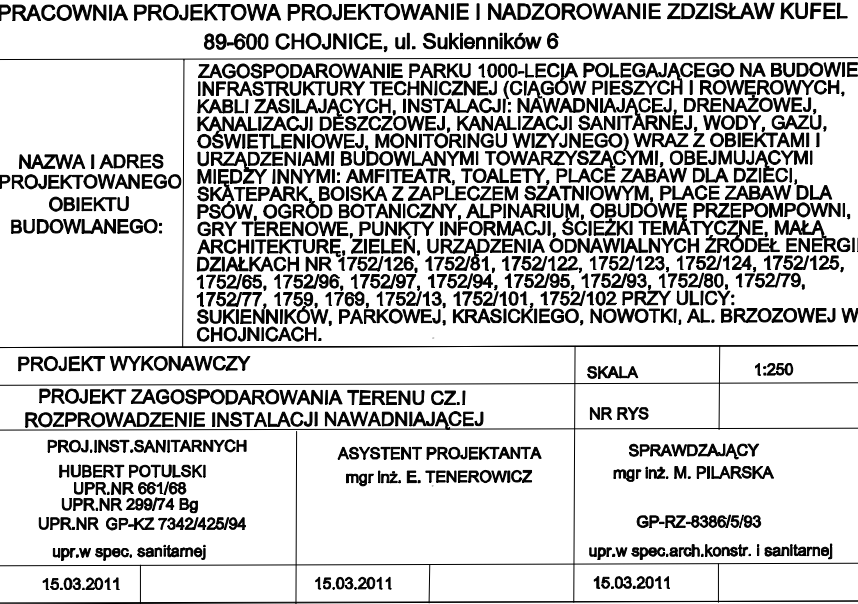 PRACOWNIA PROJEKTOWA PROJEKTOWANIE I NADZOROWANIE ZDZISŁAW KUFEL
89-600 CHOJNICE, ul. Sukienników 6
NAZWA I ADRES
PROJEKTOWANEGO
OBIEKTU
BUDOWLANEGO:
ZAGOSPODAROWANIE PARKU 1000-LECIA POLEGAJĄCEGO NA BUDOWIE
INFRASTRUKTURY TECHNICZNEJ (CIĄGÓW PIESZYCH I ROWEROWYCH,
KABLI ZASILAJĄCYCH, INSTALACJI: NAWADNIAJĄCEJ, DRENAŻOWEJ,
KANALIZACJI DESZCZOWEJ, KANALIZACJI SANITARNEJ, WODY, GAZU,
OŚWIETLENIOWEJ, MONITORINGU WIZYJNEGO) WRAZ Z OBIEKTAMI I
URZĄDZENIAMI BUDOWLANYMI TOWARZYSZĄCYMI, OBEJMUJĄCYMI
MIĘDZY INNYMI: AMFITEATR, TOALETY, PLACE ZABAW DLA DZIECI,
SKATEPARK, BOISKA Z ZAPLECZEM SZATNIOWYM, PLACE ZABAW DLA
PSÓW, OGRÓD BOTANICZNY, ALPINARIUM, OBUDOWĘ PRZEPOMPOWNI,
GRY TERENOWE, PUNKTY INFORMACJI, ŚCIEŻKI TEMATYCZNE, MAŁĄ
ARCHITEKTURĘ, ZIELEŃ, URZĄDZENIA ODNAWIALNYCH ŹRÓDEŁ ENERGII
DZIAŁKACH NR 1752/126, 1752/81, 1752/122, 1752/123, 1752/124, 1752/125,
1752/65, 1752/96, 1752/97, 1752/94, 1752/95, 1752/93, 1752/80, 1752/79,
1752/77, 1759, 1769, 1752/13, 1752/101, 1752/102 PRZY ULICY:
SUKIENNIKÓW, PARKOWEJ, KRASICKIEGO, NOWOTKI, AL. BRZOZOWEJ W
CHOJNICACH.
PROJEKT WYKONAWCZY
SKALA
1:250
PROJEKT ZAGOSPODAROWANIA TERENU CZ.I
ROZPROWADZENIE INSTALACJI NAWADNIAJĄCEJ
NR RYS
PROJ.INST.SANITARNYCH
HUBERT POTULSKI
UPR.NR 661/68
UPR.NR 299/74 Bg
UPR.NR GP-KZ 7342/425/94
upr.w spec. sanitarnej
ASYSTENT PROJEKTANTA
mgr inż. E. TENEROWICZ
SPRAWDZAJĄCY
mgr inż. M. PILARSKA
GP-RZ-8386/5/93
upr.w spec.arch.konstr. i sanitarnej
15.03.2011
15.03.2011
15.03.2011